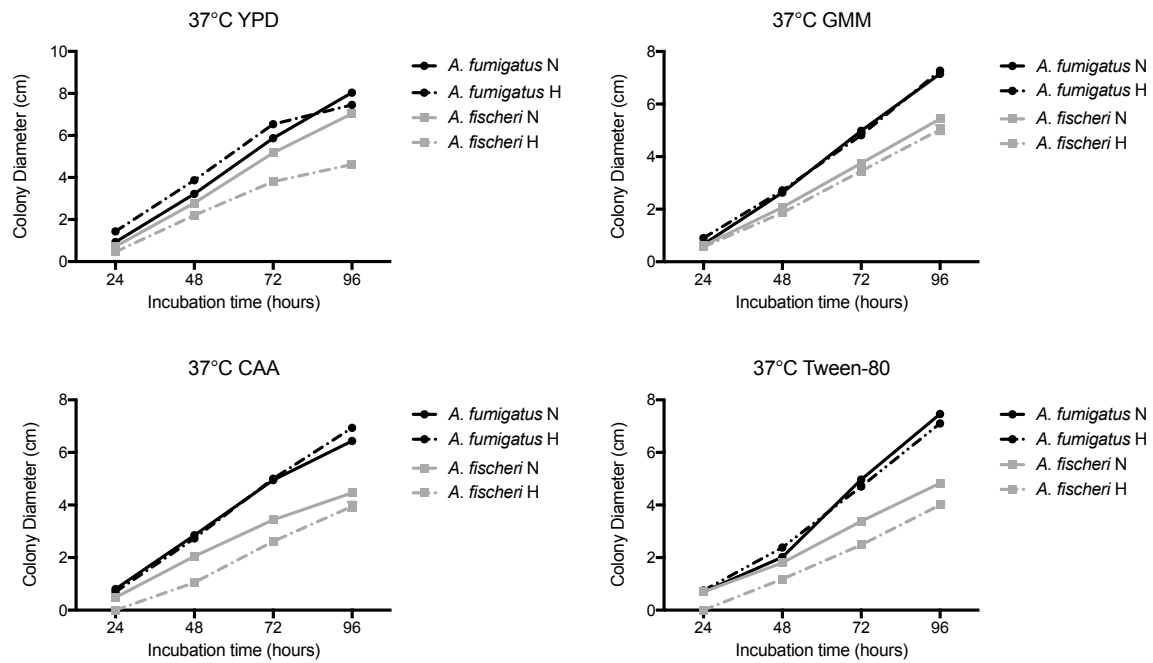 37°C YPD
Colony Diameter (cm)
10
8
6
4
2
0
24 48 72 96
Incubation time (hours)
A. fumigatus N
A. fumigatus H
A. fischeri N
A. fischeri H
37°C GMM
Colony Diameter (cm)
8
6
4
2
0
24 48 72 96
Incubation time (hours)
A. fumigatus N
A. fumigatus H
A. fischeri N
A. fischeri H
37°C CAA
Colony Diameter (cm)
8
6
4
2
0
24 48 72 96
Incubation time (hours)
A. fumigatus N
A. fumigatus H
A. fischeri N
A. fischeri H
37°C Tween-80
Colony Diameter (cm)
8
6
4
2
0
24 48 72 96
Incubation time (hours)
A. fumigatus N
A. fumigatus H
A. fischeri N
A. fischeri H